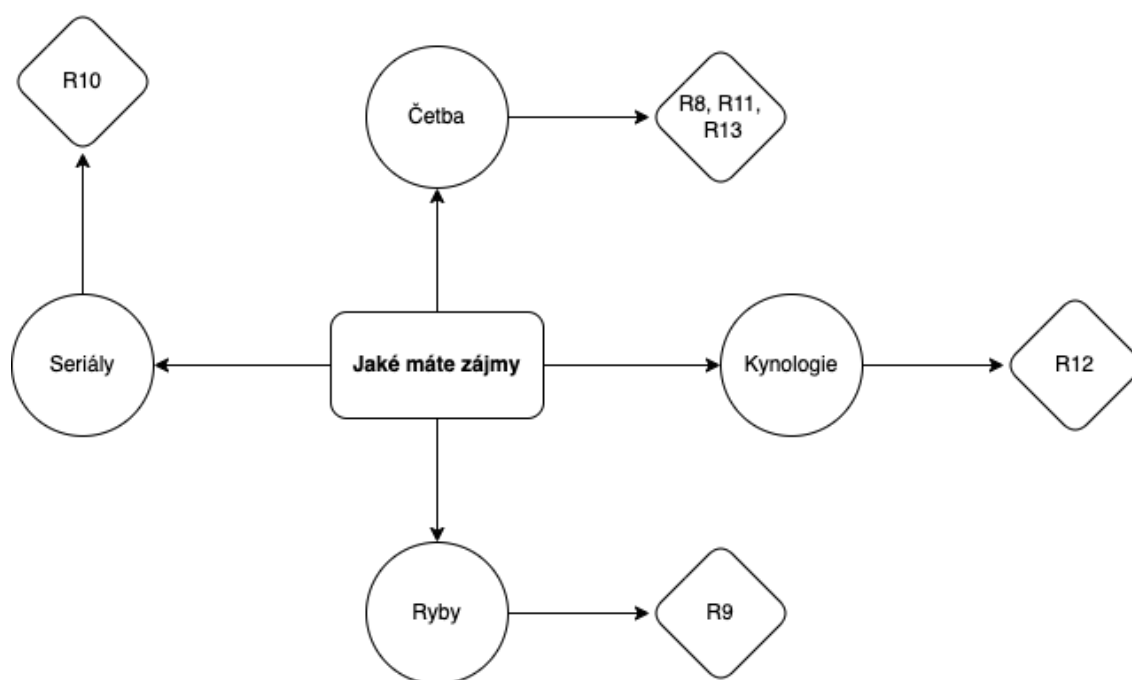 R10
Četba
R8, R11,
R13
Seriály
Jaké máte zájmy
Kynologie
R12
Ryby
R9